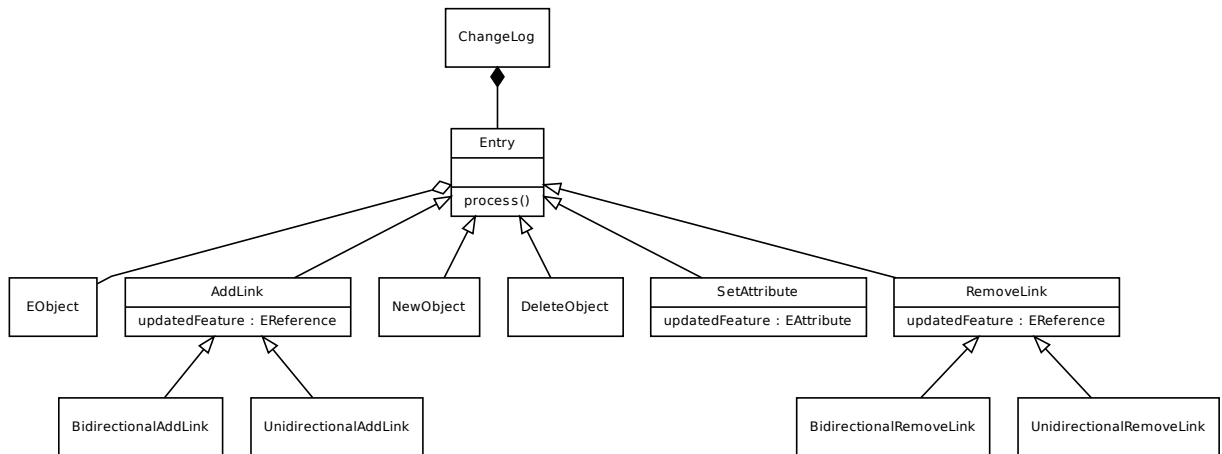 ChangeLog
Entry
process()
EObject
AddLink
updatedFeature : EReference
NewObject
DeleteObject
SetAttribute
updatedFeature : EAttribute
RemoveLink
updatedFeature : EReference
BidirectionalAddLink
UnidirectionalAddLink
BidirectionalRemoveLink
UnidirectionalRemoveLink